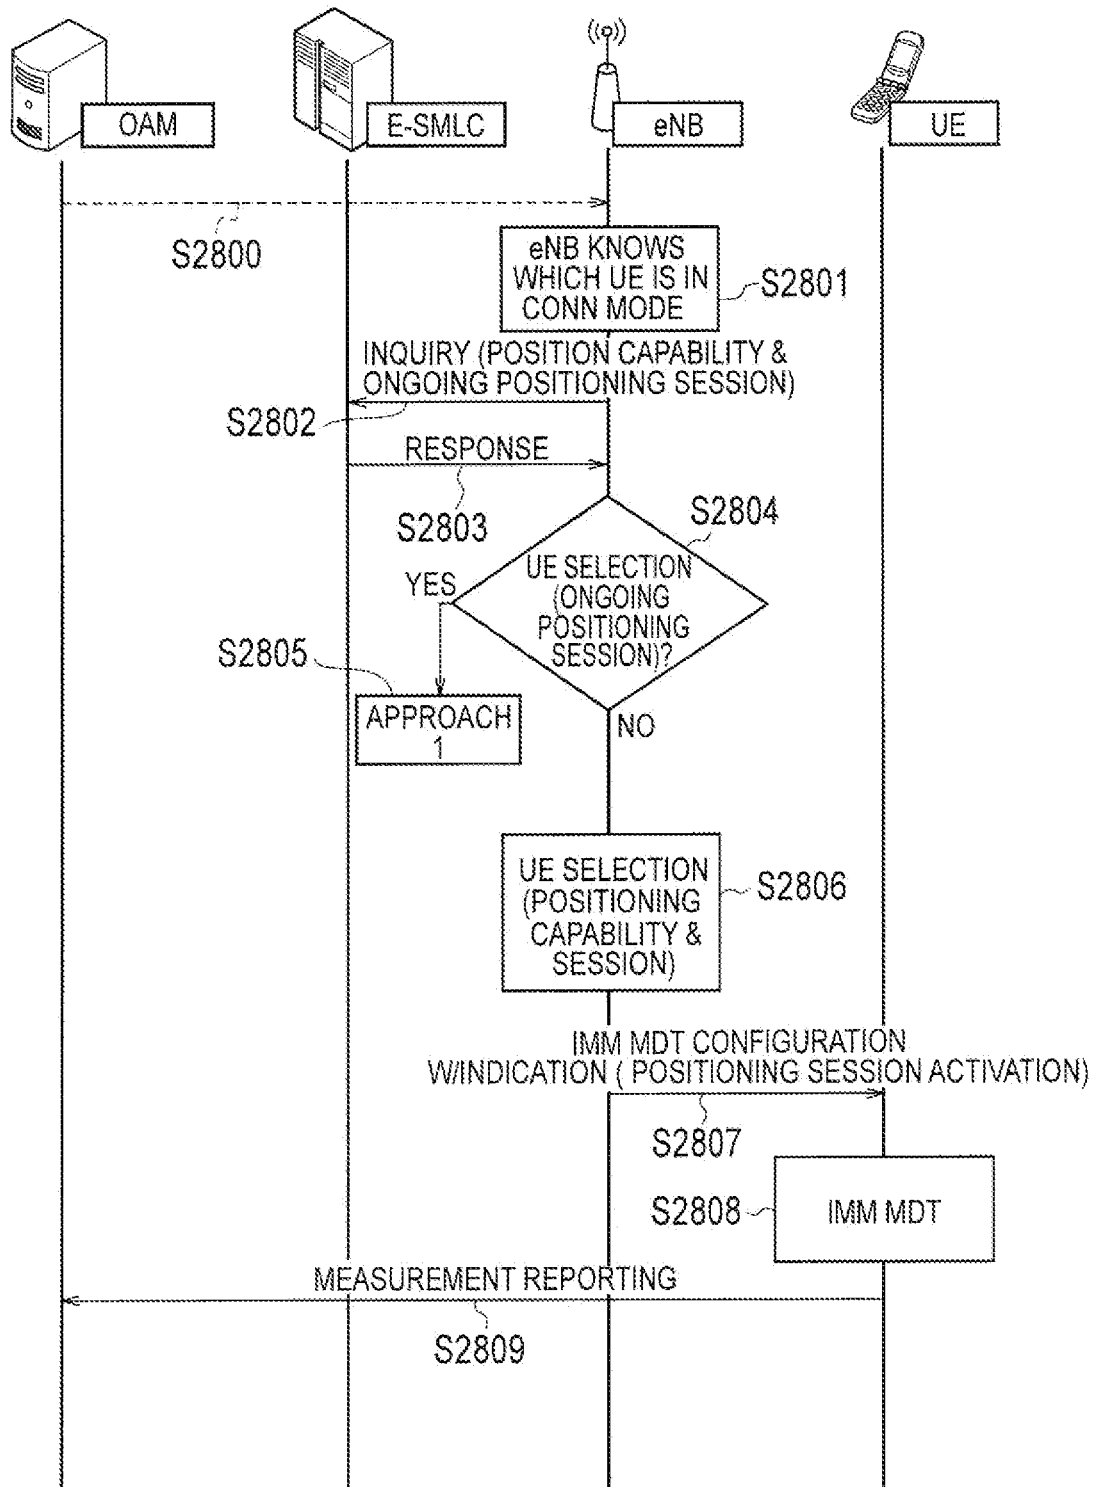 OAM
E-SMLC
eNB
UE
S2800
eNB KNOWS
WHICH UE IS IN
CONN MODE
S2801
INQUIRY (POSITION CAPABILITY &
ONGOING POSITIONING SESSION)
S2802
RESPONSE
S2803
S2804
UE SELECTION
(ONGOING
POSITIONING
SESSION)?
YES
S2805
APPROACH
1
NO
UE SELECTION
(POSITIONING
CAPABILITY &
SESSION)
S2806
IMM MDT CONFIGURATION
W/INDICATION ( POSITIONING SESSION ACTIVATION)
S2807
S2808
IMM MDT
MEASUREMENT REPORTING
S2809